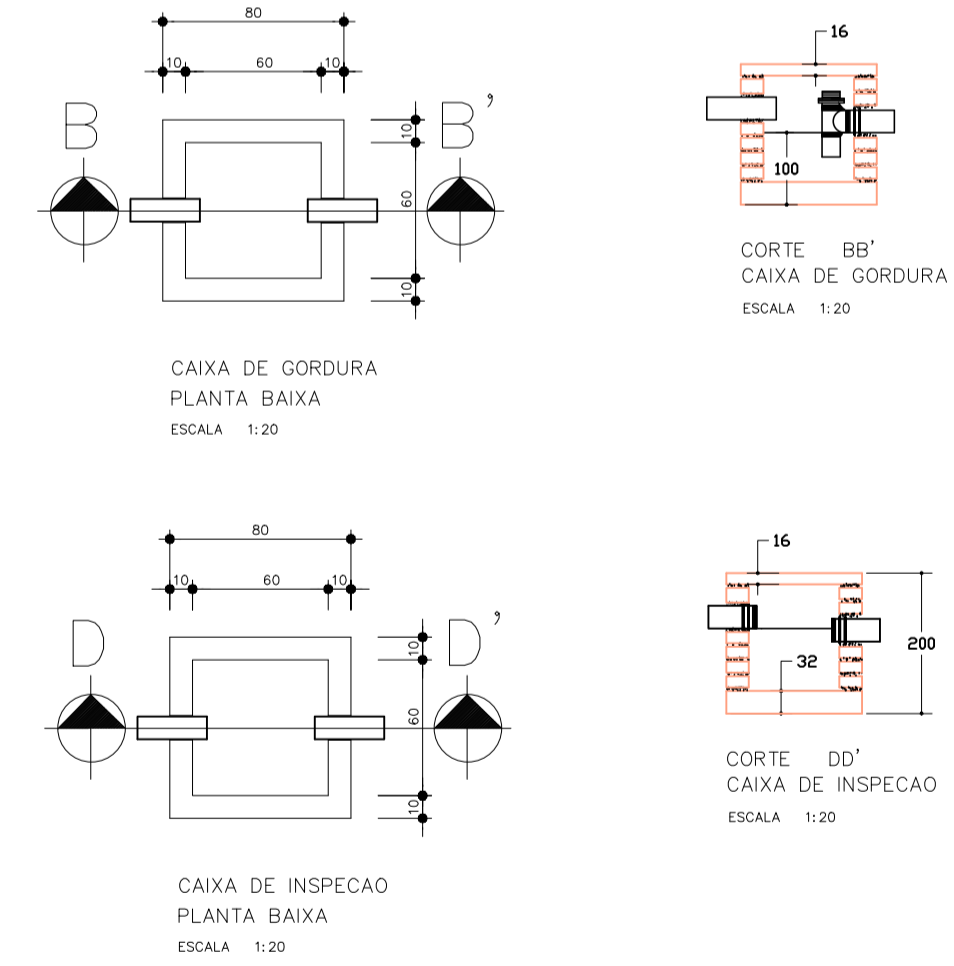 80
10 60 10
B B'
10
60
10
CAIXA DE GORDURA
PLANTA BAIXA
ESCALA 1:20
16
100
CORTE BB'
CAIXA DE GORDURA
ESCALA 1:20
80
10 60 10
D D'
10
60
10
CAIXA DE INSPECAO
PLANTA BAIXA
ESCALA 1:20
16
200
32
CORTE DD'
CAIXA DE INSPECAO
ESCALA 1:20